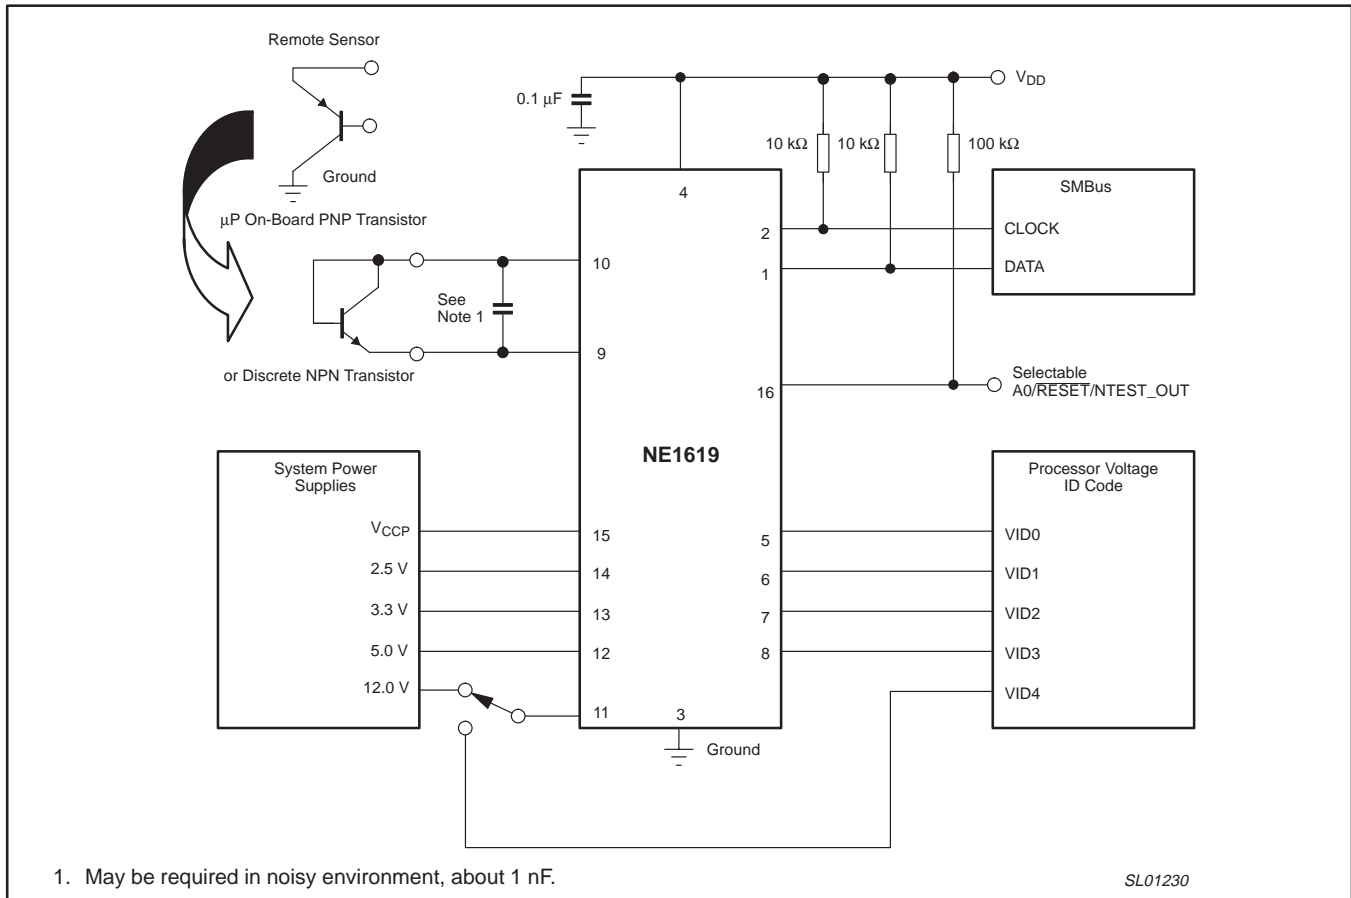 Remote Sensor
Ground
μP On-Board PNP Transistor
See
Note 1
or Discrete NPN Transistor
0.1 μF
VDD
10 kΩ
10 kΩ
100 kΩ
4
2
1
10
9
16
SMBus
CLOCK
DATA
Selectable
A0/RESET/NTEST_OUT
NE1619
System Power
Supplies
VCCP
2.5 V
3.3 V
5.0 V
12.0 V
15
14
13
12
11
3
Ground
5
6
7
8
Processor Voltage
ID Code
VID0
VID1
VID2
VID3
VID4
1. May be required in noisy environment, about 1 nF.
SL01230